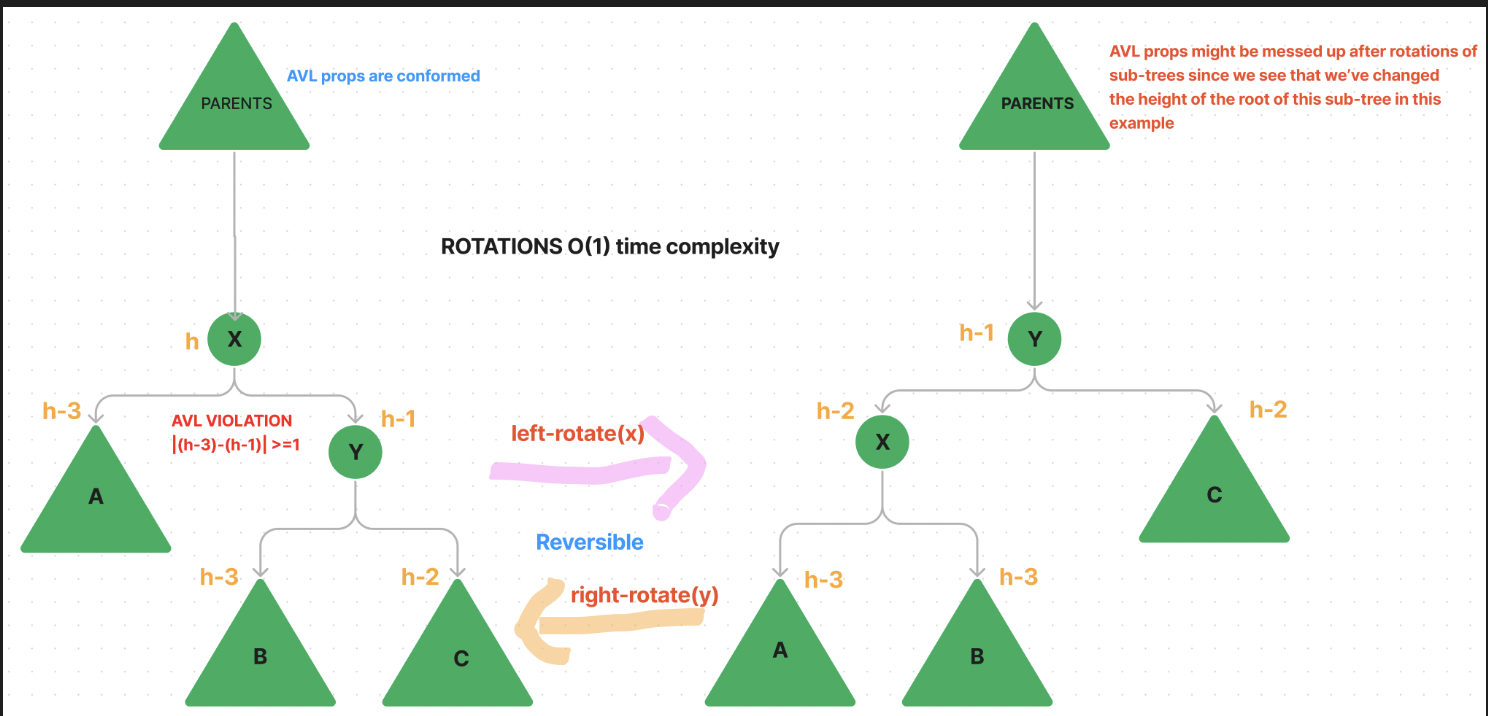 PARENTS
AVL props are conformed
PARENTS
AVL props might be messed up after rotations of
sub-trees since we see that we've changed
the height of the root of this sub-tree in this
example
ROTATIONS O(1) time complexity
h
X
h-1
Y
h-3
A
AVL VIOLATION
|(h-3)-(h-1)| >=1
h-1
Y
left-rotate(x)
h-2
X
h-2
C
Reversible
right-rotate(y)
h-3
B
h-2
C
h-3
A
h-3
B